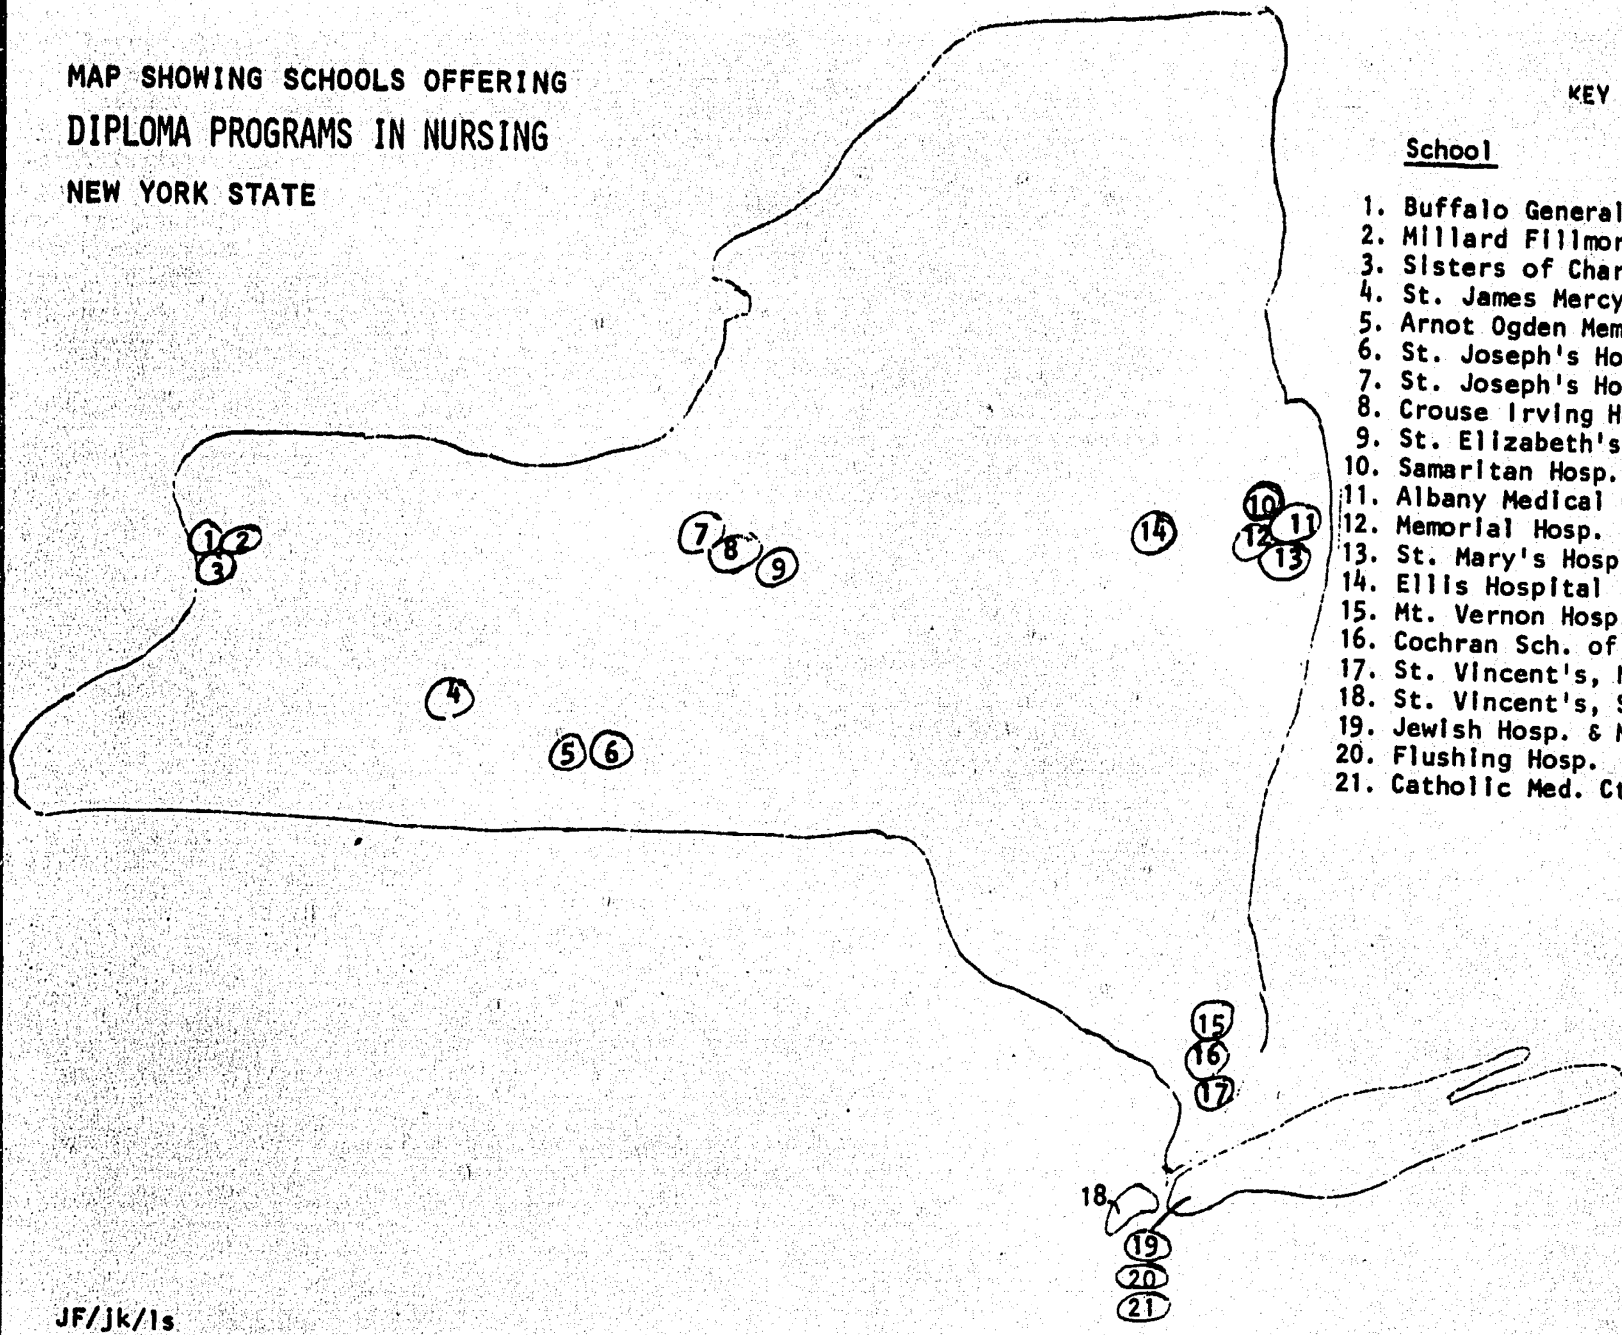 MAP SHOWING SCHOOLS OFFERING
DIPLOMA PROGRAMS IN NURSING
NEW YORK STATE
KEY
School
1. Buffalo General
2. Millard Fillmor
3. Sisters of Char
4. St. James Mercy
5. Arnot Ogden Mem
6. St. Joseph's Ho
7. St. Joseph's Ho
8. Crouse Irving H
9. St. Elizabeth's
10. Samaritan Hosp.
11. Albany Medical
12. Memorial Hosp.
13. St. Mary's Hosp
14. Ellis Hospital
15. Mt. Vernon Hosp
16. Cochran Sch. of
17. St. Vincent's, M
18. St. Vincent's, S
19. Jewish Hosp. & M
20. Flushing Hosp.
21. Catholic Med. Ct
10
1 2
7
14
11
8
12
3
9
13
4
5 6
15
16
17
18
19
20
21
JF/jk/ls